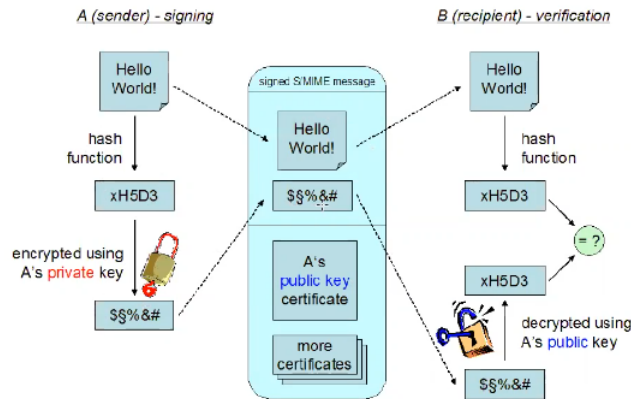 A (sender) - signing
Hello
World!
hash
function
xH5D3
encrypted using
A's private key
$§%&#
signed S/MIME message
Hello
World!
$§%&#
A's
public key
certificate
more
certificates
B (recipient) - verification
Hello
World!
hash
function
xH5D3
= ?
xH5D3
decrypted using
A's public key
$§%&#